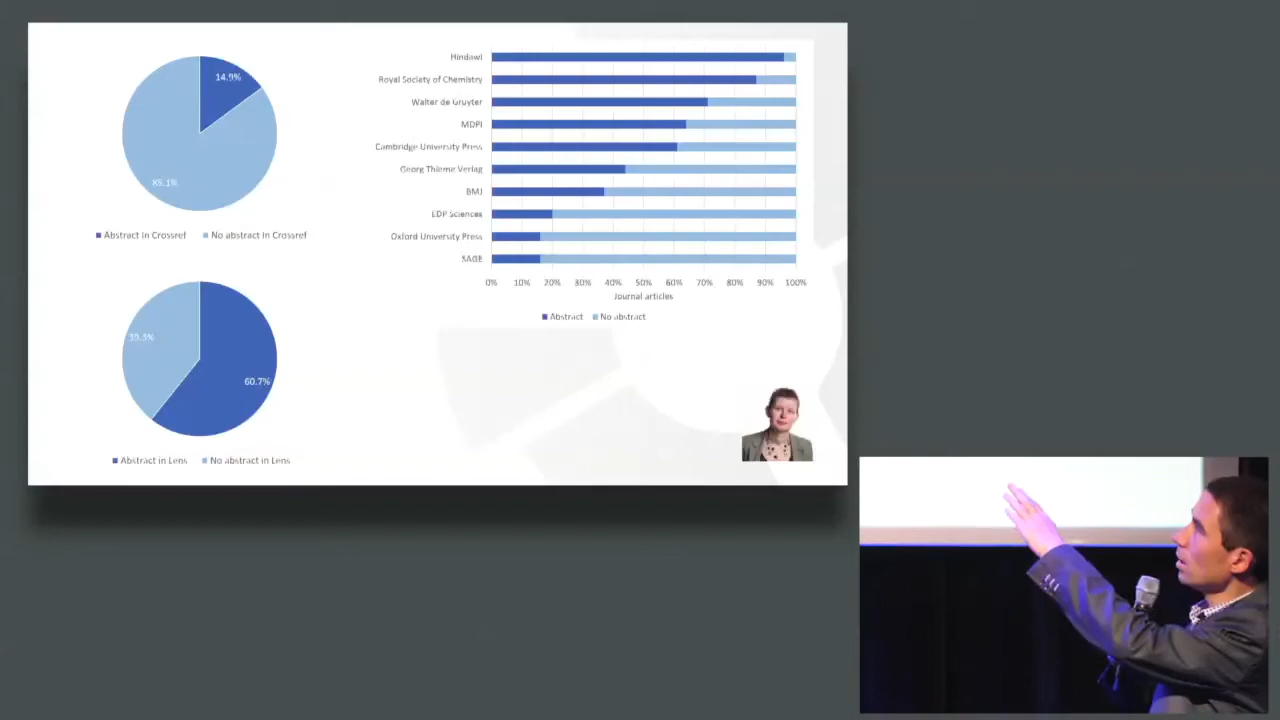 14.9%
85.1%
Abstract in Crossref
No abstract in Crossref
60.7%
39.3%
Abstract in Lens
No abstract in Lens
Hindawi
Royal Society of Chemistry
Walter de Gruyter
MDPI
Cambridge University Press
Georg Thieme Verlag
BMJ
EDP Sciences
Oxford University Press
SAGE
0% 10% 20% 30% 40% 50% 60% 70% 80% 90% 100%
Journal articles
Abstract
No abstract